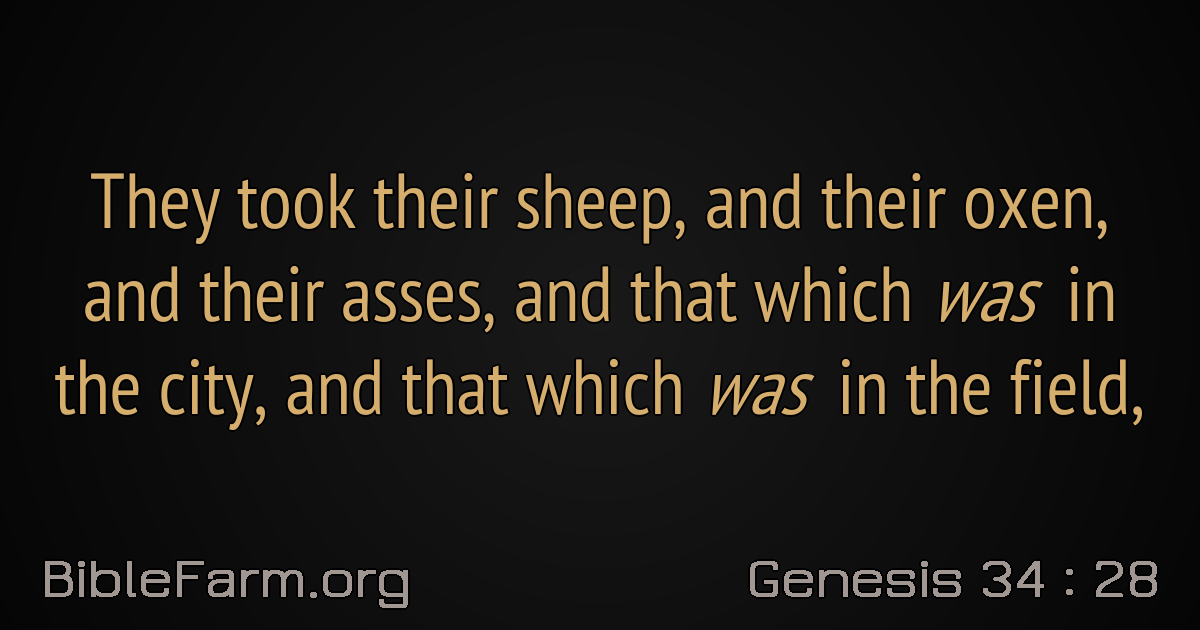 They took their sheep, and their oxen,
and their asses, and that which was in
the city, and that which was in the field,
BibleFarm.org
Genesis 34 : 28